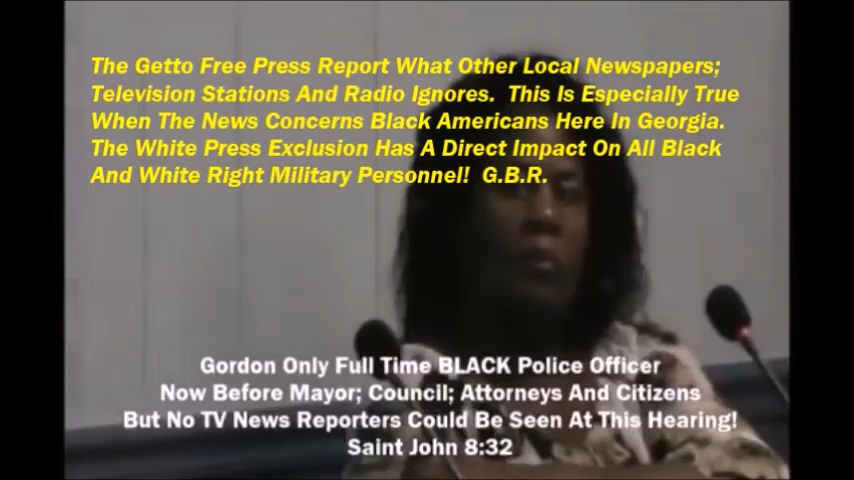 The Getto Free Press Report What Other Local Newspapers;
Television Stations And Radio Ignores.  This Is Especially True
When The News Concerns Black Americans Here In Georgia.
The White Press Exclusion Has A Direct Impact On All Black
And White Right Military Personnel!  G.B.R.
Gordon Only Full Time BLACK Police Officer
Now Before Mayor; Council; Attorneys And Citizens
But No TV News Reporters Could Be Seen At This Hearing!
Saint John 8:32